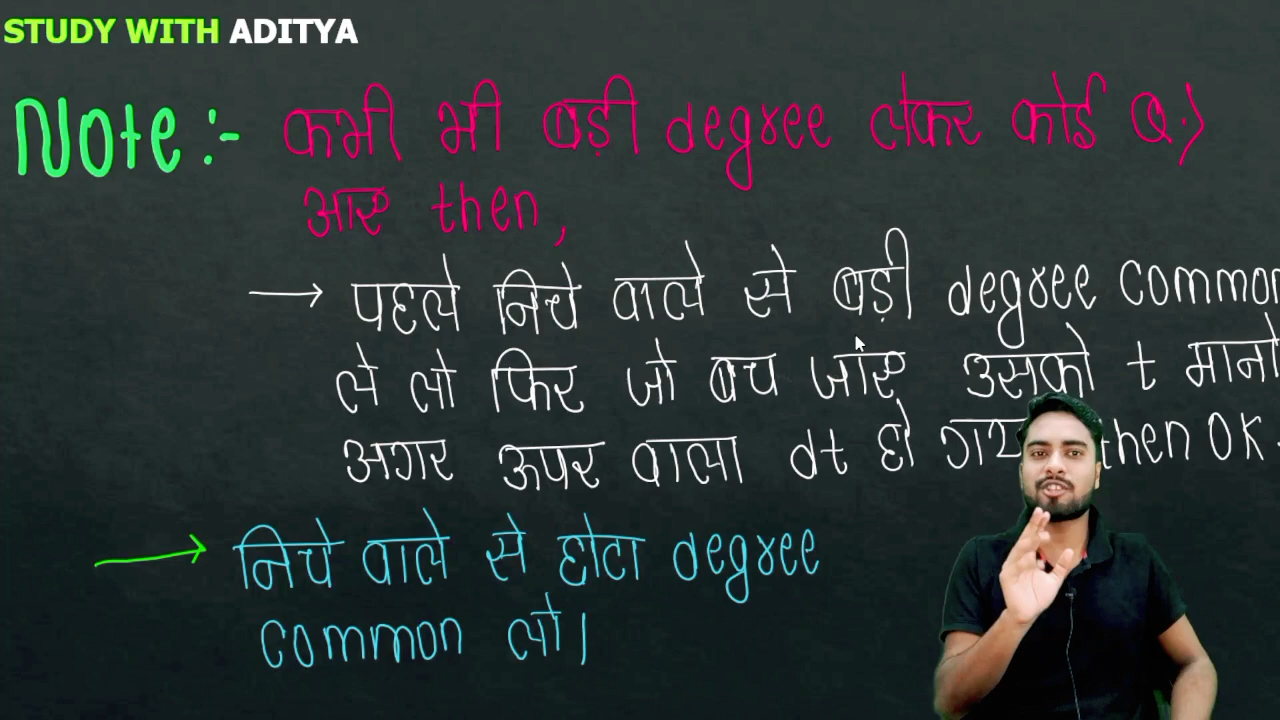 STUDY WITH ADITYA
Note :- कभी भी बड़ी degree लेकर कोई Q.)
आए then,
→ पहले निचे वाले से बड़ी degree common
ले लो फिर जो बच जाए उसको t मानो
अगर ऊपर वाला dt हो then OK.
→ निचे वाले से छोटा degree
common लो।